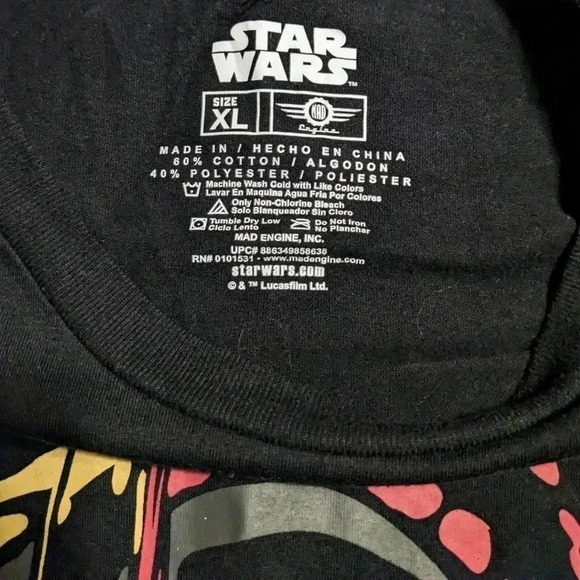 STAR
WARS™
SIZE
XL
MAD
Engine
MADE IN / HECHO EN CHINA
60% COTTON / ALGODON
40% POLYESTER / POLIESTER
Machine Wash Cold with Like Colors
Lavar En Maquina Agua Fria Por Colores
Only Non-Chlorine Bleach
Solo Blanqueador Sin Cloro
Tumble Dry Low Do Not Iron
Ciclo Lento No Planchar
MAD ENGINE, INC.
UPC# 886349858638
RN# 0101531 - www.madengine.com
starwars.com
© & ™ Lucasfilm Ltd.